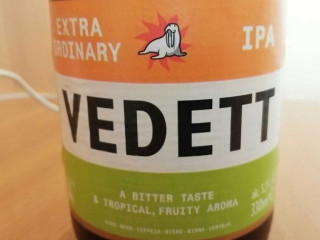 EXTRA
ORDINARY
IPA
VEDETT
A BITTER TASTE
& TROPICAL, FRUITY AROMA